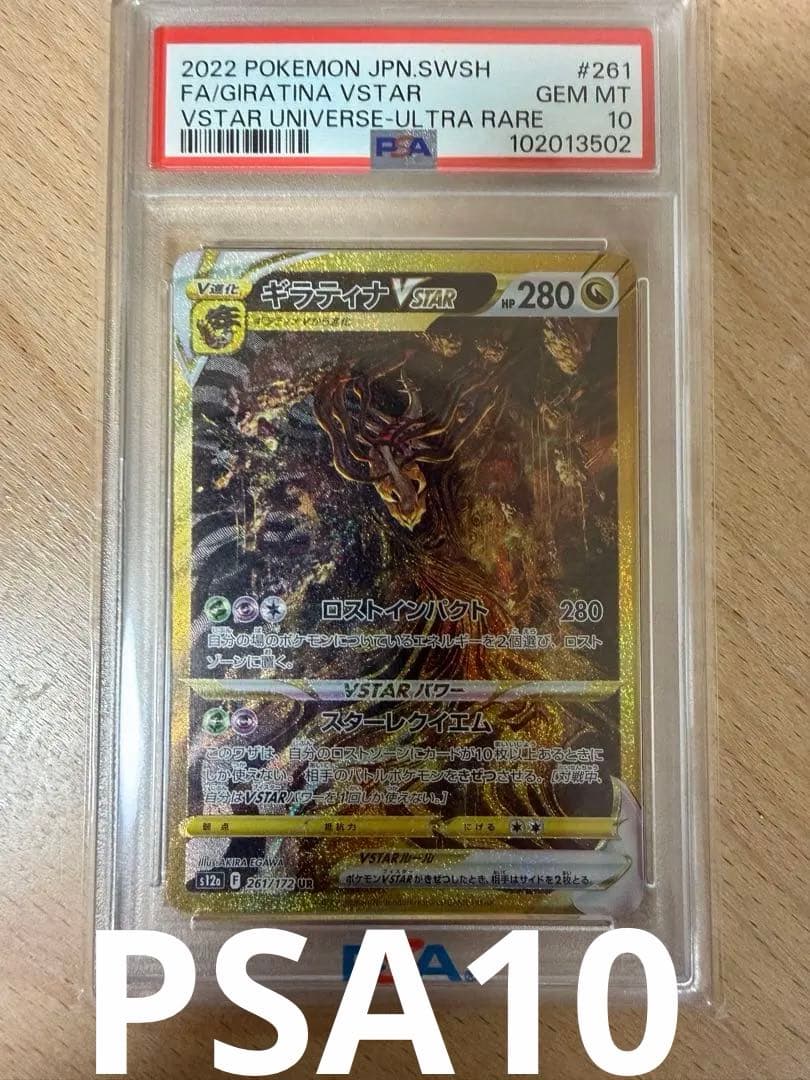 2022 POKEMON JPN.SWSH #261
FA/GIRATINA VSTAR GEM MT
VSTAR UNIVERSE-ULTRA RARE 10
PSA 102013502
V進化 ギラティナ VSTAR HP 280
ギラティナVから進化
ロストインパクト 280
自分の場のポケモンについているエネルギーを2個選び、ロスト
ゾーンに置く。
VSTARパワー
スターレクイエム
このワザは、自分のロストゾーンにカードが10枚以上あるときに
しか使えない。相手のバトルポケモンをきぜつさせる。[対戦中、
自分はVSTARパワーを1回しか使えない。]
弱点 抵抗力 にげる
Illus. AKIRA EGAWA
VSTARルール
s12a F 261/172 UR
ポケモンVSTARがきぜつしたとき、相手はサイドを2枚とる。
PSA
PSA10